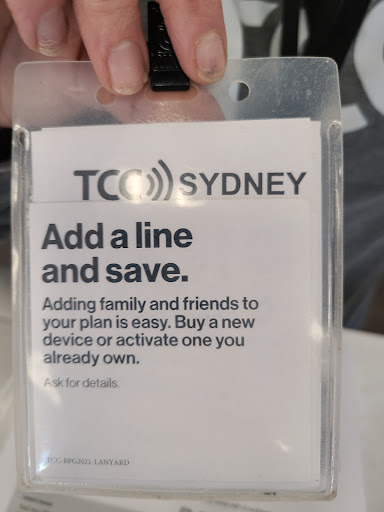 TCC SYDNEY
Add a line
and save.
Adding family and friends to
your plan is easy. Buy a new
device or activate one you
already own.
Ask for details.
TCC-BPG2021-LANYARD